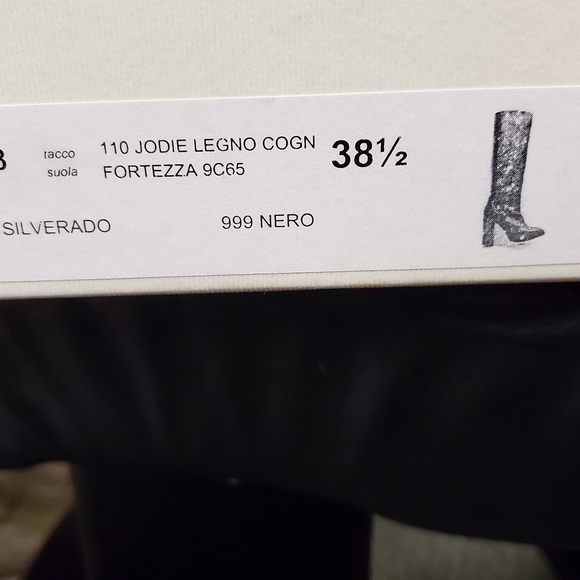 tacco 110 JODIE LEGNO COGN 38½
suola FORTEZZA 9C65
SILVERADO 999 NERO